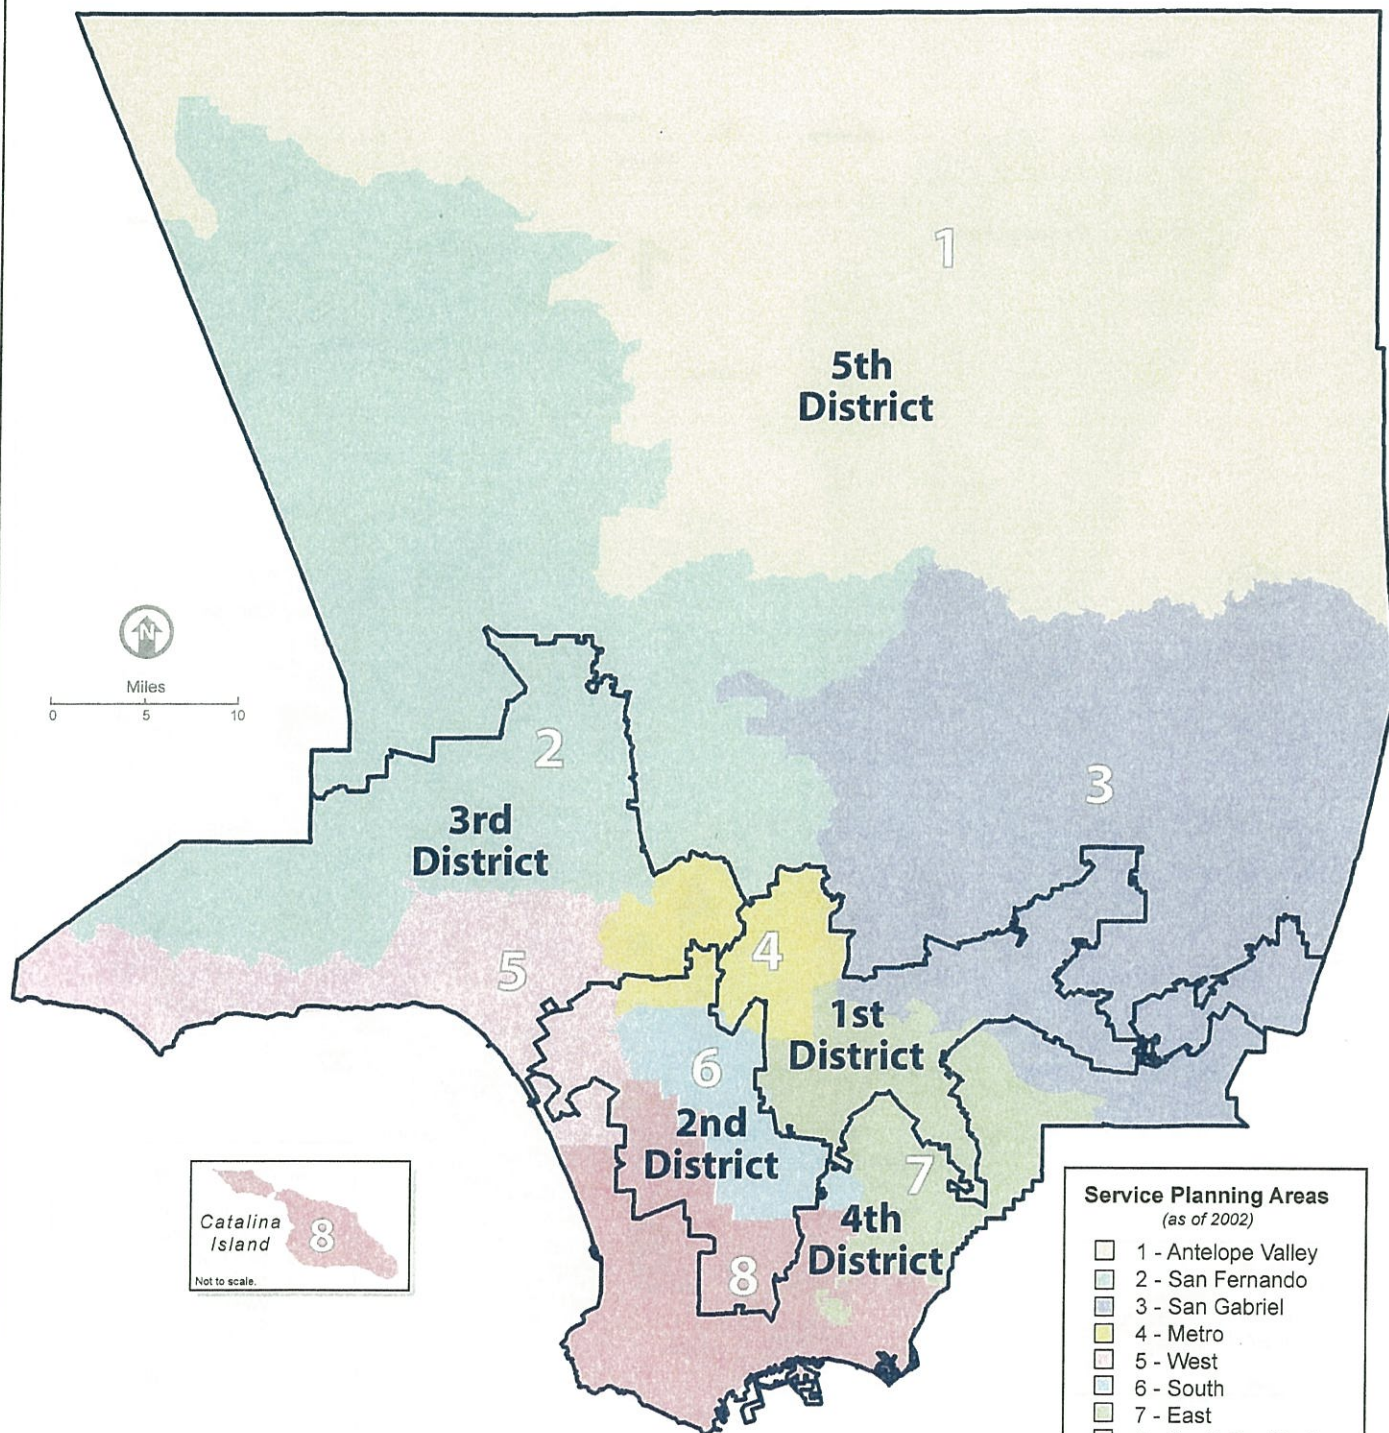 1
5th
District
N
Miles
0 5 10
2
3
3rd
District
4
5
1st
District
6
2nd
District
7
4th
District
8
Catalina
Island
8
Not to scale.
Service Planning Areas
(as of 2002)
1 - Antelope Valley
2 - San Fernando
3 - San Gabriel
4 - Metro
5 - West
6 - South
7 - East